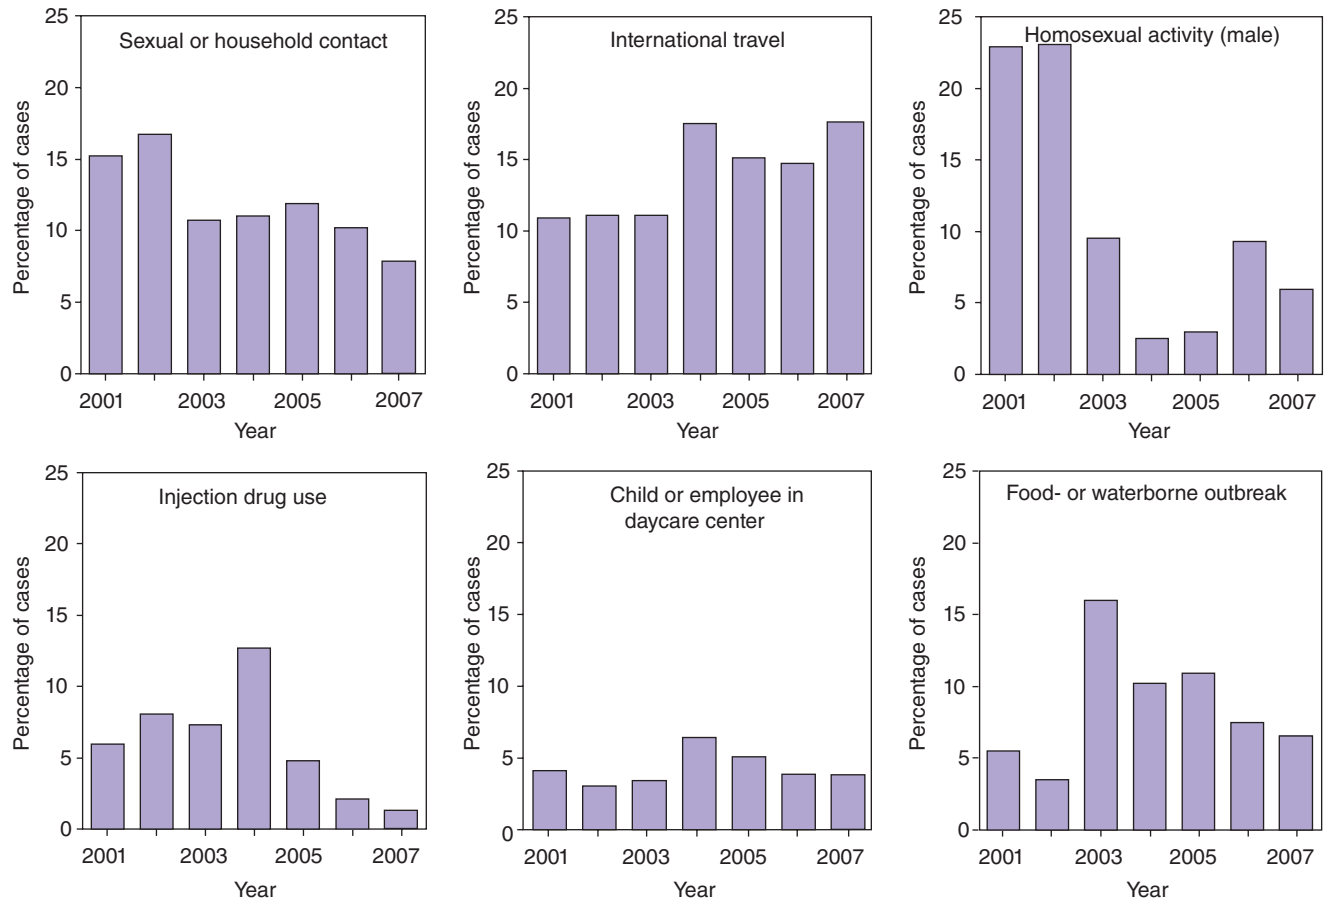 Sexual or household contact
Percentage of cases
25
20
15
10
5
0
2001 2003 2005 2007
Year
International travel
Percentage of cases
25
20
15
10
5
0
2001 2003 2005 2007
Year
Homosexual activity (male)
Percentage of cases
25
20
15
10
5
0
2001 2003 2005 2007
Year
Injection drug use
Percentage of cases
25
20
15
10
5
0
2001 2003 2005 2007
Year
Child or employee in
daycare center
Percentage of cases
25
20
15
10
5
0
2001 2003 2005 2007
Year
Food- or waterborne outbreak
Percentage of cases
25
20
15
10
5
0
2001 2003 2005 2007
Year